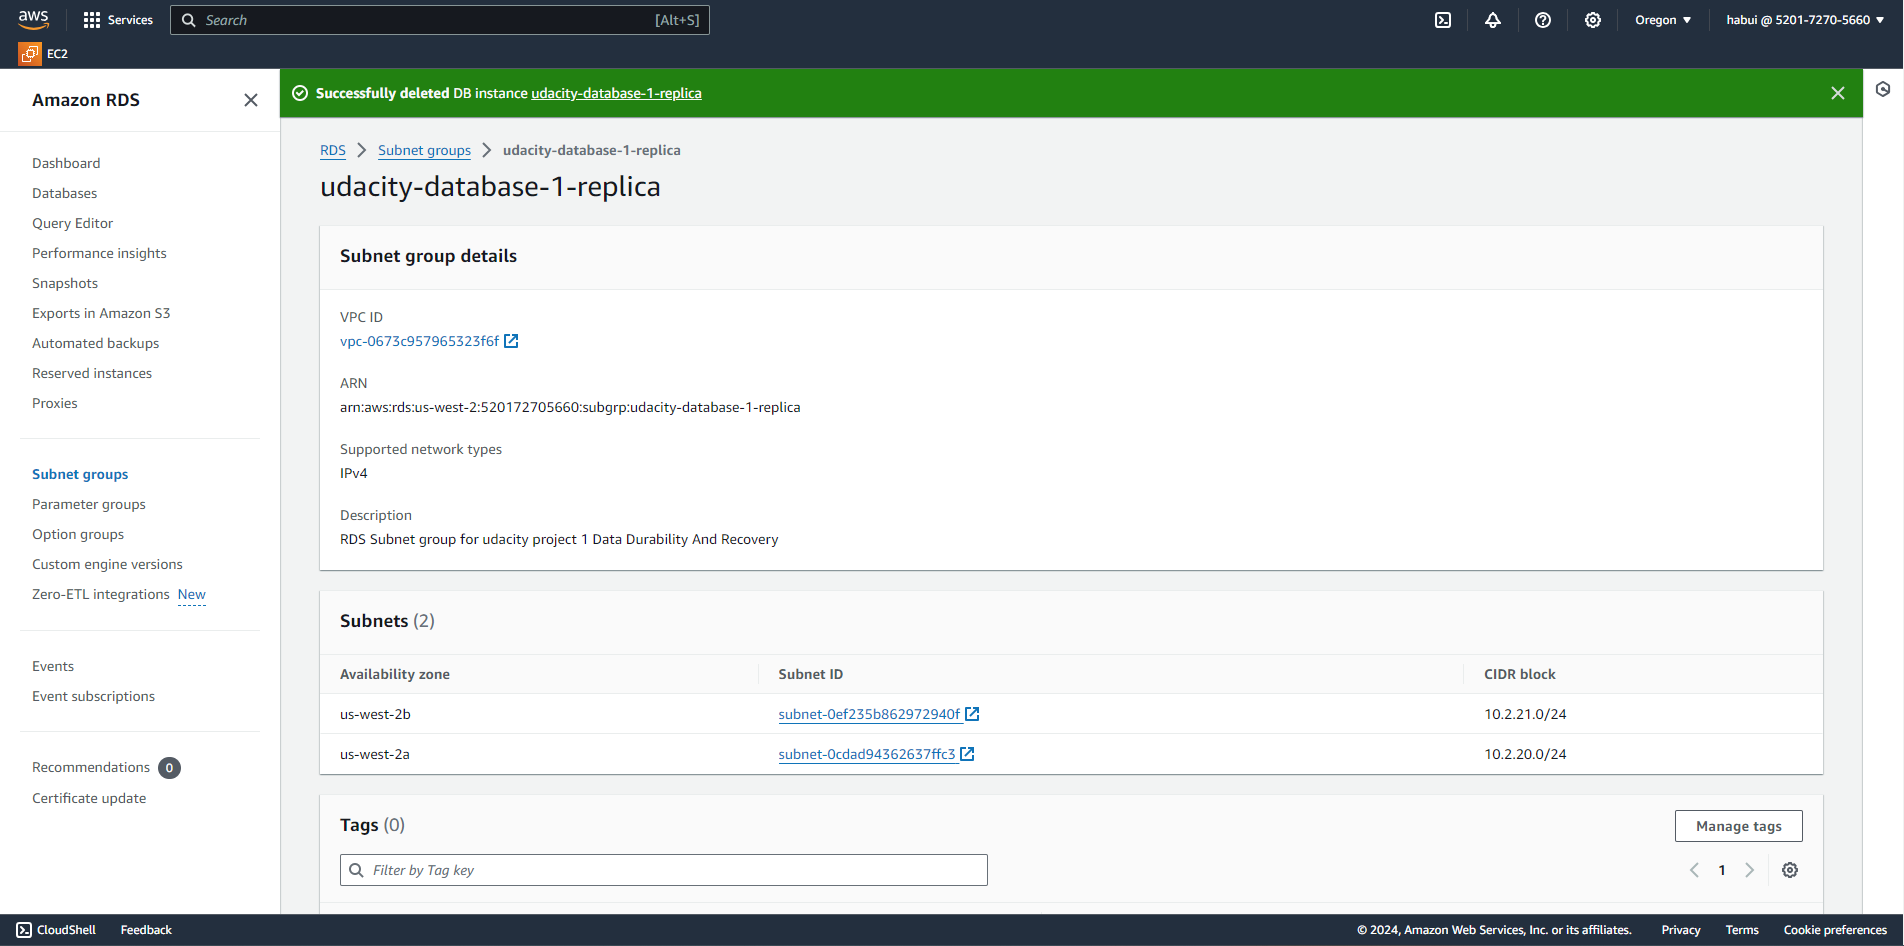 aws
Services
Search
[Alt+S]
Oregon ▼
habui @ 5201-7270-5660 ▼
EC2
Amazon RDS
Dashboard
Databases
Query Editor
Performance insights
Snapshots
Exports in Amazon S3
Automated backups
Reserved instances
Proxies
Subnet groups
Parameter groups
Option groups
Custom engine versions
Zero-ETL integrations New
Events
Event subscriptions
Recommendations 0
Certificate update
Successfully deleted DB instance udacity-database-1-replica
RDS > Subnet groups > udacity-database-1-replica
udacity-database-1-replica
Subnet group details
VPC ID
vpc-0673c957965323f6f
ARN
arn:aws:rds:us-west-2:520172705660:subgrp:udacity-database-1-replica
Supported network types
IPv4
Description
RDS Subnet group for udacity project 1 Data Durability And Recovery
Subnets (2)
Availability zone Subnet ID CIDR block
us-west-2b subnet-0ef235b862972940f 10.2.21.0/24
us-west-2a subnet-0cdad94362637ffc3 10.2.20.0/24
Tags (0)
Manage tags
Filter by Tag key
< 1 >
CloudShell Feedback © 2024, Amazon Web Services, Inc. or its affiliates. Privacy Terms Cookie preferences